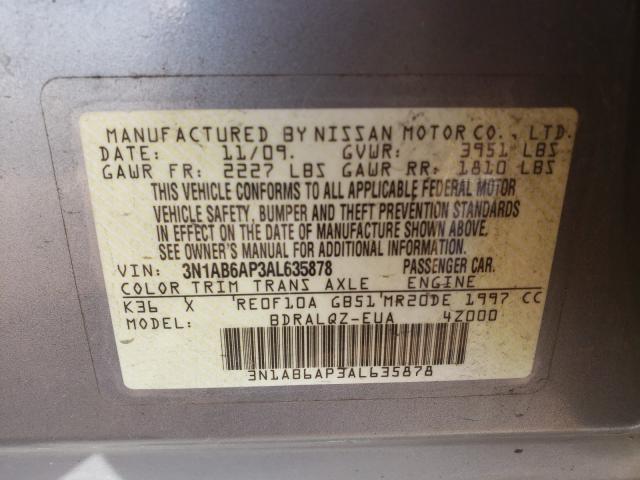 MANUFACTURED BY NISSAN MOTOR CO., LTD.
DATE: 11/09. GVWR: 3951 LBS
GAWR FR: 2227 LBS GAWR RR: 1810 LBS
THIS VEHICLE CONFORMS TO ALL APPLICABLE FEDERAL MOTOR
VEHICLE SAFETY, BUMPER AND THEFT PREVENTION STANDARDS
IN EFFECT ON THE DATE OF MANUFACTURE SHOWN ABOVE.
SEE OWNER'S MANUAL FOR ADDITIONAL INFORMATION.
VIN: 3N1AB6AP3AL635878 PASSENGER CAR.
COLOR TRIM TRANS AXLE ENGINE
K36 X 'RE0F10A GB51'MR20DE 1997 CC
MODEL: BDRALQZ-EUA 4Z000
3N1AB6AP3AL635878